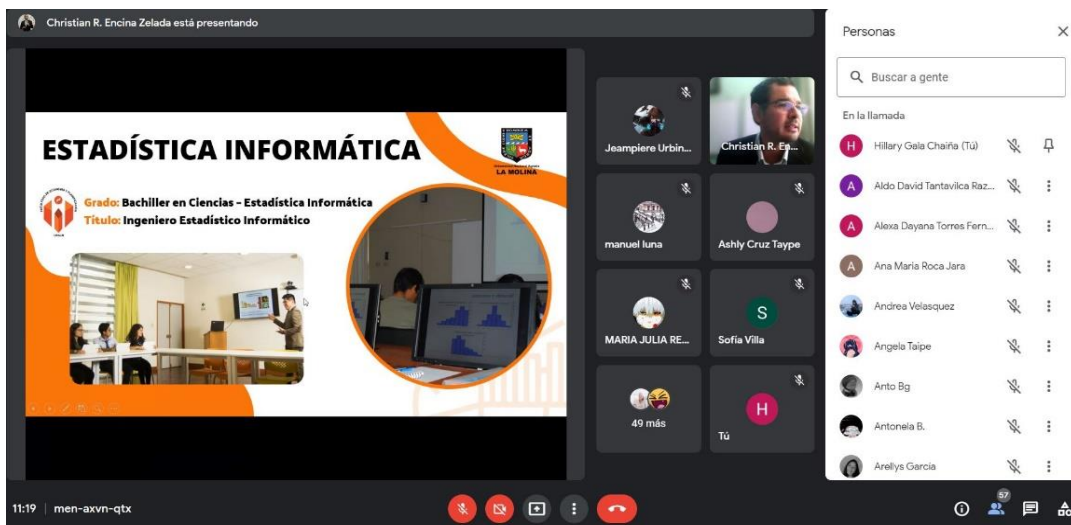 Christian R. Encina Zelada está presentando
ESTADÍSTICA INFORMÁTICA
LA MOLINA
Grado: Bachiller en Ciencias - Estadística Informática
Título: Ingeniero Estadístico Informático
Jeampiere Urbin...
Christian R. En...
manuel luna
Ashly Cruz Taype
MARIA JULIA RE...
S
Sofía Villa
49 más
H
Tú
Personas
Buscar a gente
En la llamada
H Hillary Gala Chaiña (Tú)
A Aldo David Tantavilca Raz...
A Alexa Dayana Torres Fern...
A Ana Maria Roca Jara
Andrea Velasquez
Angela Taipe
Anto Bg
Antonela B.
Arellys Garcia
11:19 | men-axvn-qtx
57